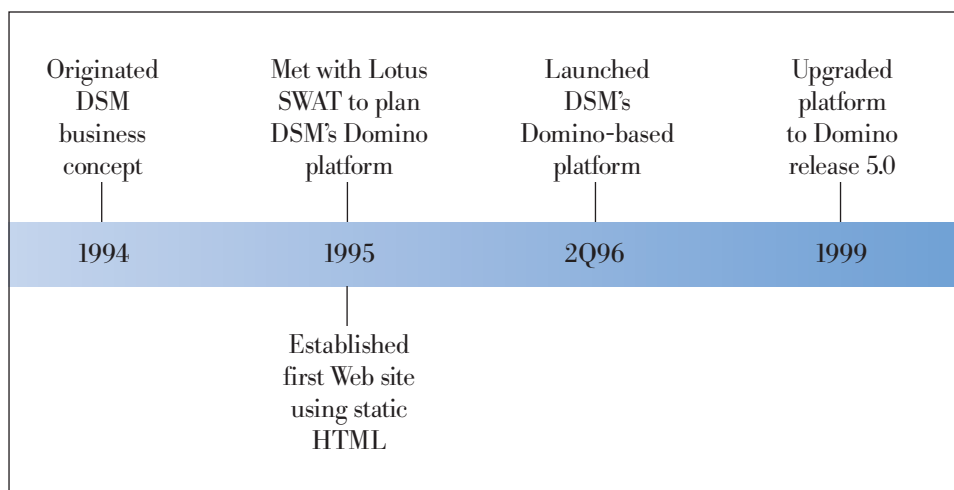 Originated
DSM
business
concept
Met with Lotus
SWAT to plan
DSM's Domino
platform
Launched
DSM's
Domino-based
platform
Upgraded
platform
to Domino
release 5.0
1994
1995
2Q96
1999
Established
first Web site
using static
HTML